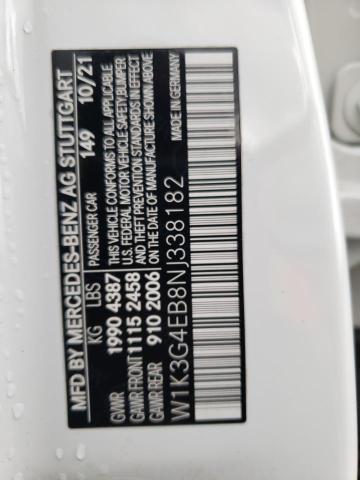 MFD BY MERCEDES-BENZ AG STUTTGART
KG LBS PASSENGER CAR 149 10/21
GVWR 1990 4387
GAWR FRONT 1115 2458
GAWR REAR 910 2006
THIS VEHICLE CONFORMS TO ALL APPLICABLE
U.S. FEDERAL MOTOR VEHICLE SAFETY BUMPER
AND THEFT PREVENTION STANDARDS IN EFFECT
ON THE DATE OF MANUFACTURE SHOWN ABOVE
MADE IN GERMANY
W1K3G4EB8NJ338182